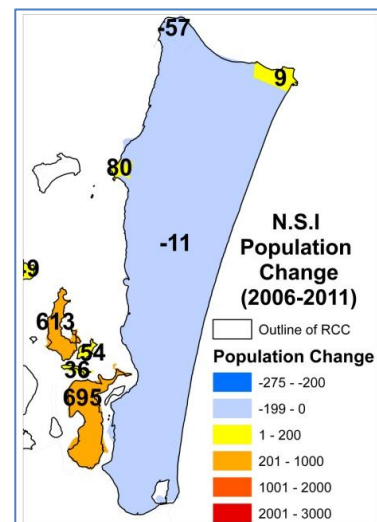 -57
9
80
-11
N.S.I
Population
Change
(2006-2011)
613
54
36
695
Outline of RCC
Population Change
-275 - -200
-199 - 0
1 - 200
201 - 1000
1001 - 2000
2001 - 3000